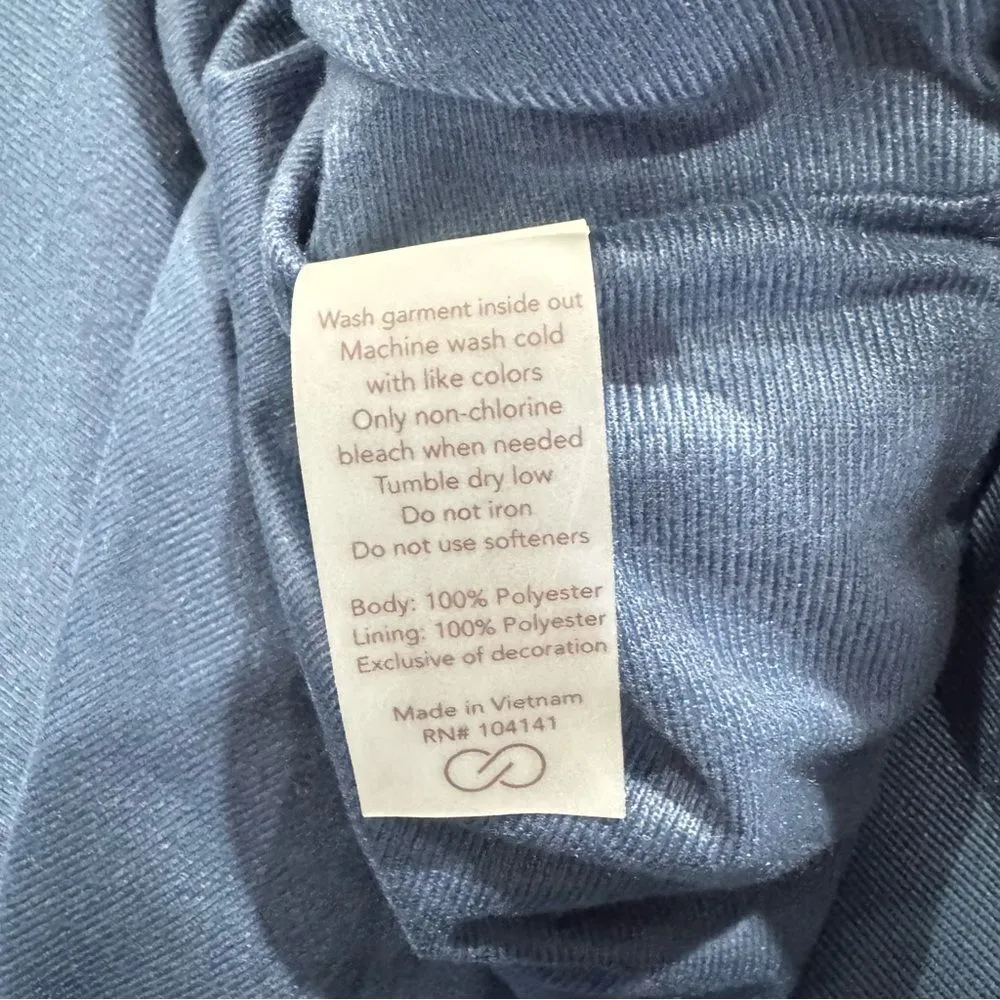 Wash garment inside out
Machine wash cold
with like colors
Only non-chlorine
bleach when needed
Tumble dry low
Do not iron
Do not use softeners
Body: 100% Polyester
Lining: 100% Polyester
Exclusive of decoration
Made in Vietnam
RN# 104141